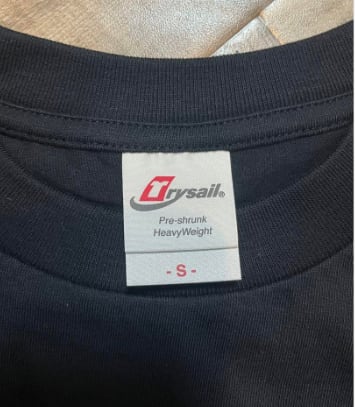 Trysail®
Pre-shrunk
HeavyWeight
- S -